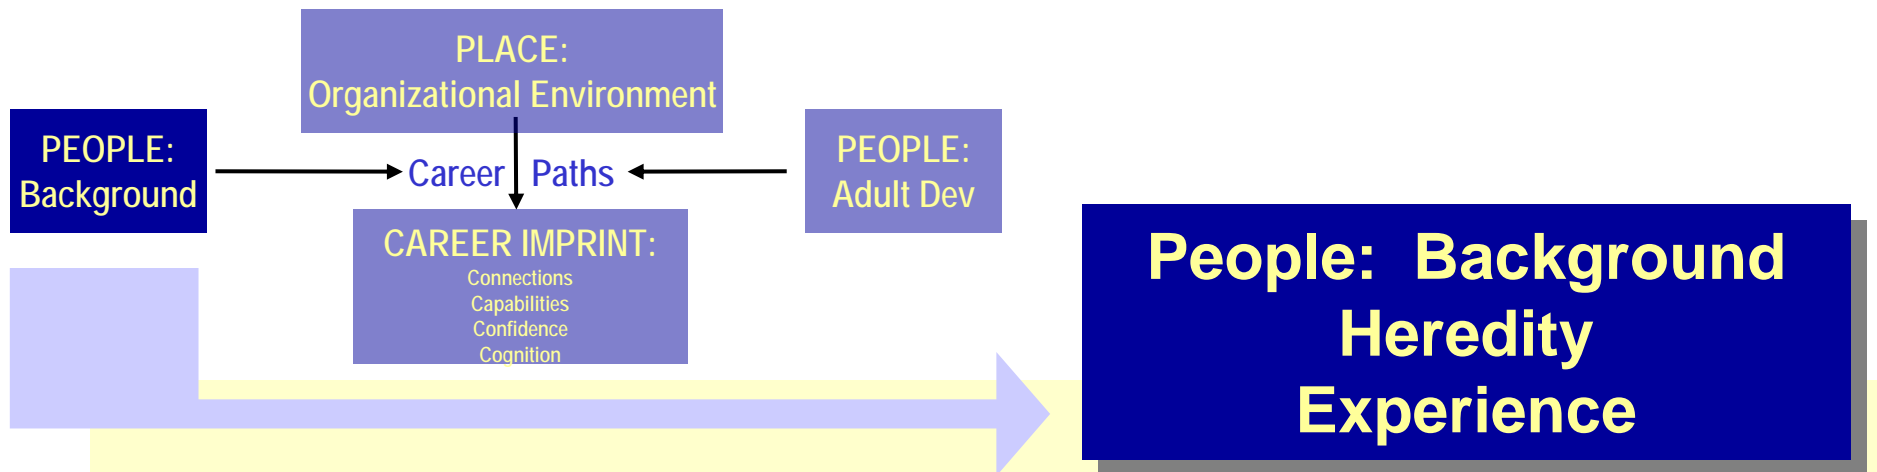 PLACE:
Organizational Environment
PEOPLE:
Background
Career Paths
PEOPLE:
Adult Dev
CAREER IMPRINT:
Connections
Capabilities
Confidence
Cognition
People: Background
Heredity
Experience